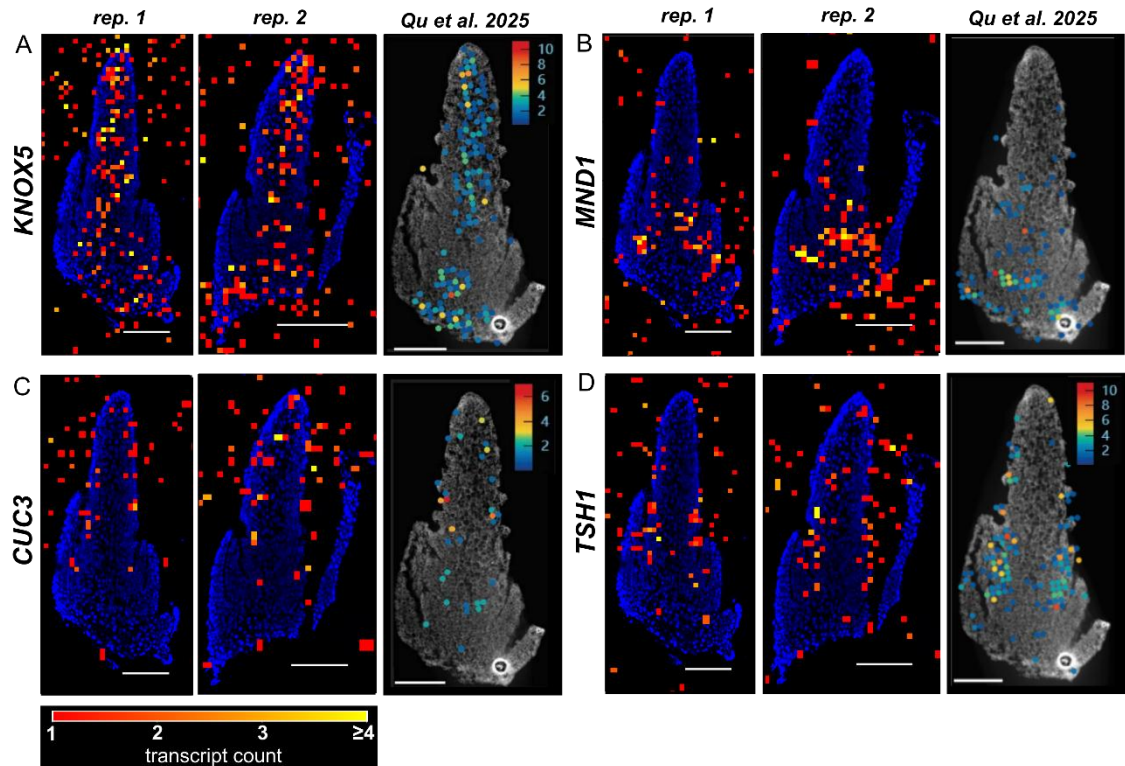 rep. 1 rep. 2 Qu et al. 2025 rep. 1 rep. 2 Qu et al. 2025
A B
KNOX5
10
8
6
4
2
MND1
C D
CUC3
6
4
2
TSH1
10
8
6
4
2
1 2 3 ≥4
transcript count